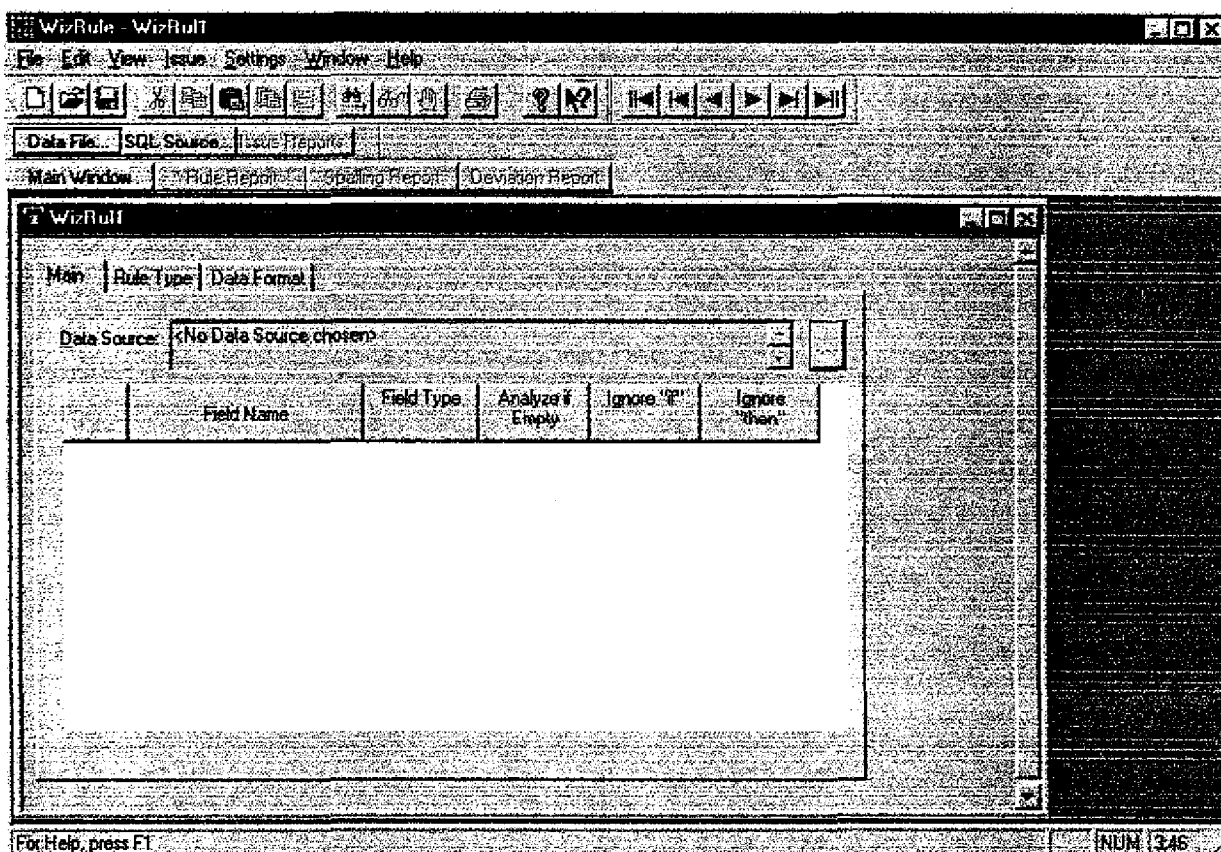 WizRule - WizRul1
File Edit View Issue Settings Window Help
Data File... SQL Source... Issue Reports
Main Window Rule Report Spelling Report Deviation Report
WizRul1
Main Rule Type Data Format
Data Source: <No Data Source chosen>
...
Field Name Field Type Analyze if Empty Ignore "if" Ignore "then"
For Help, press F1 NUM 3:46